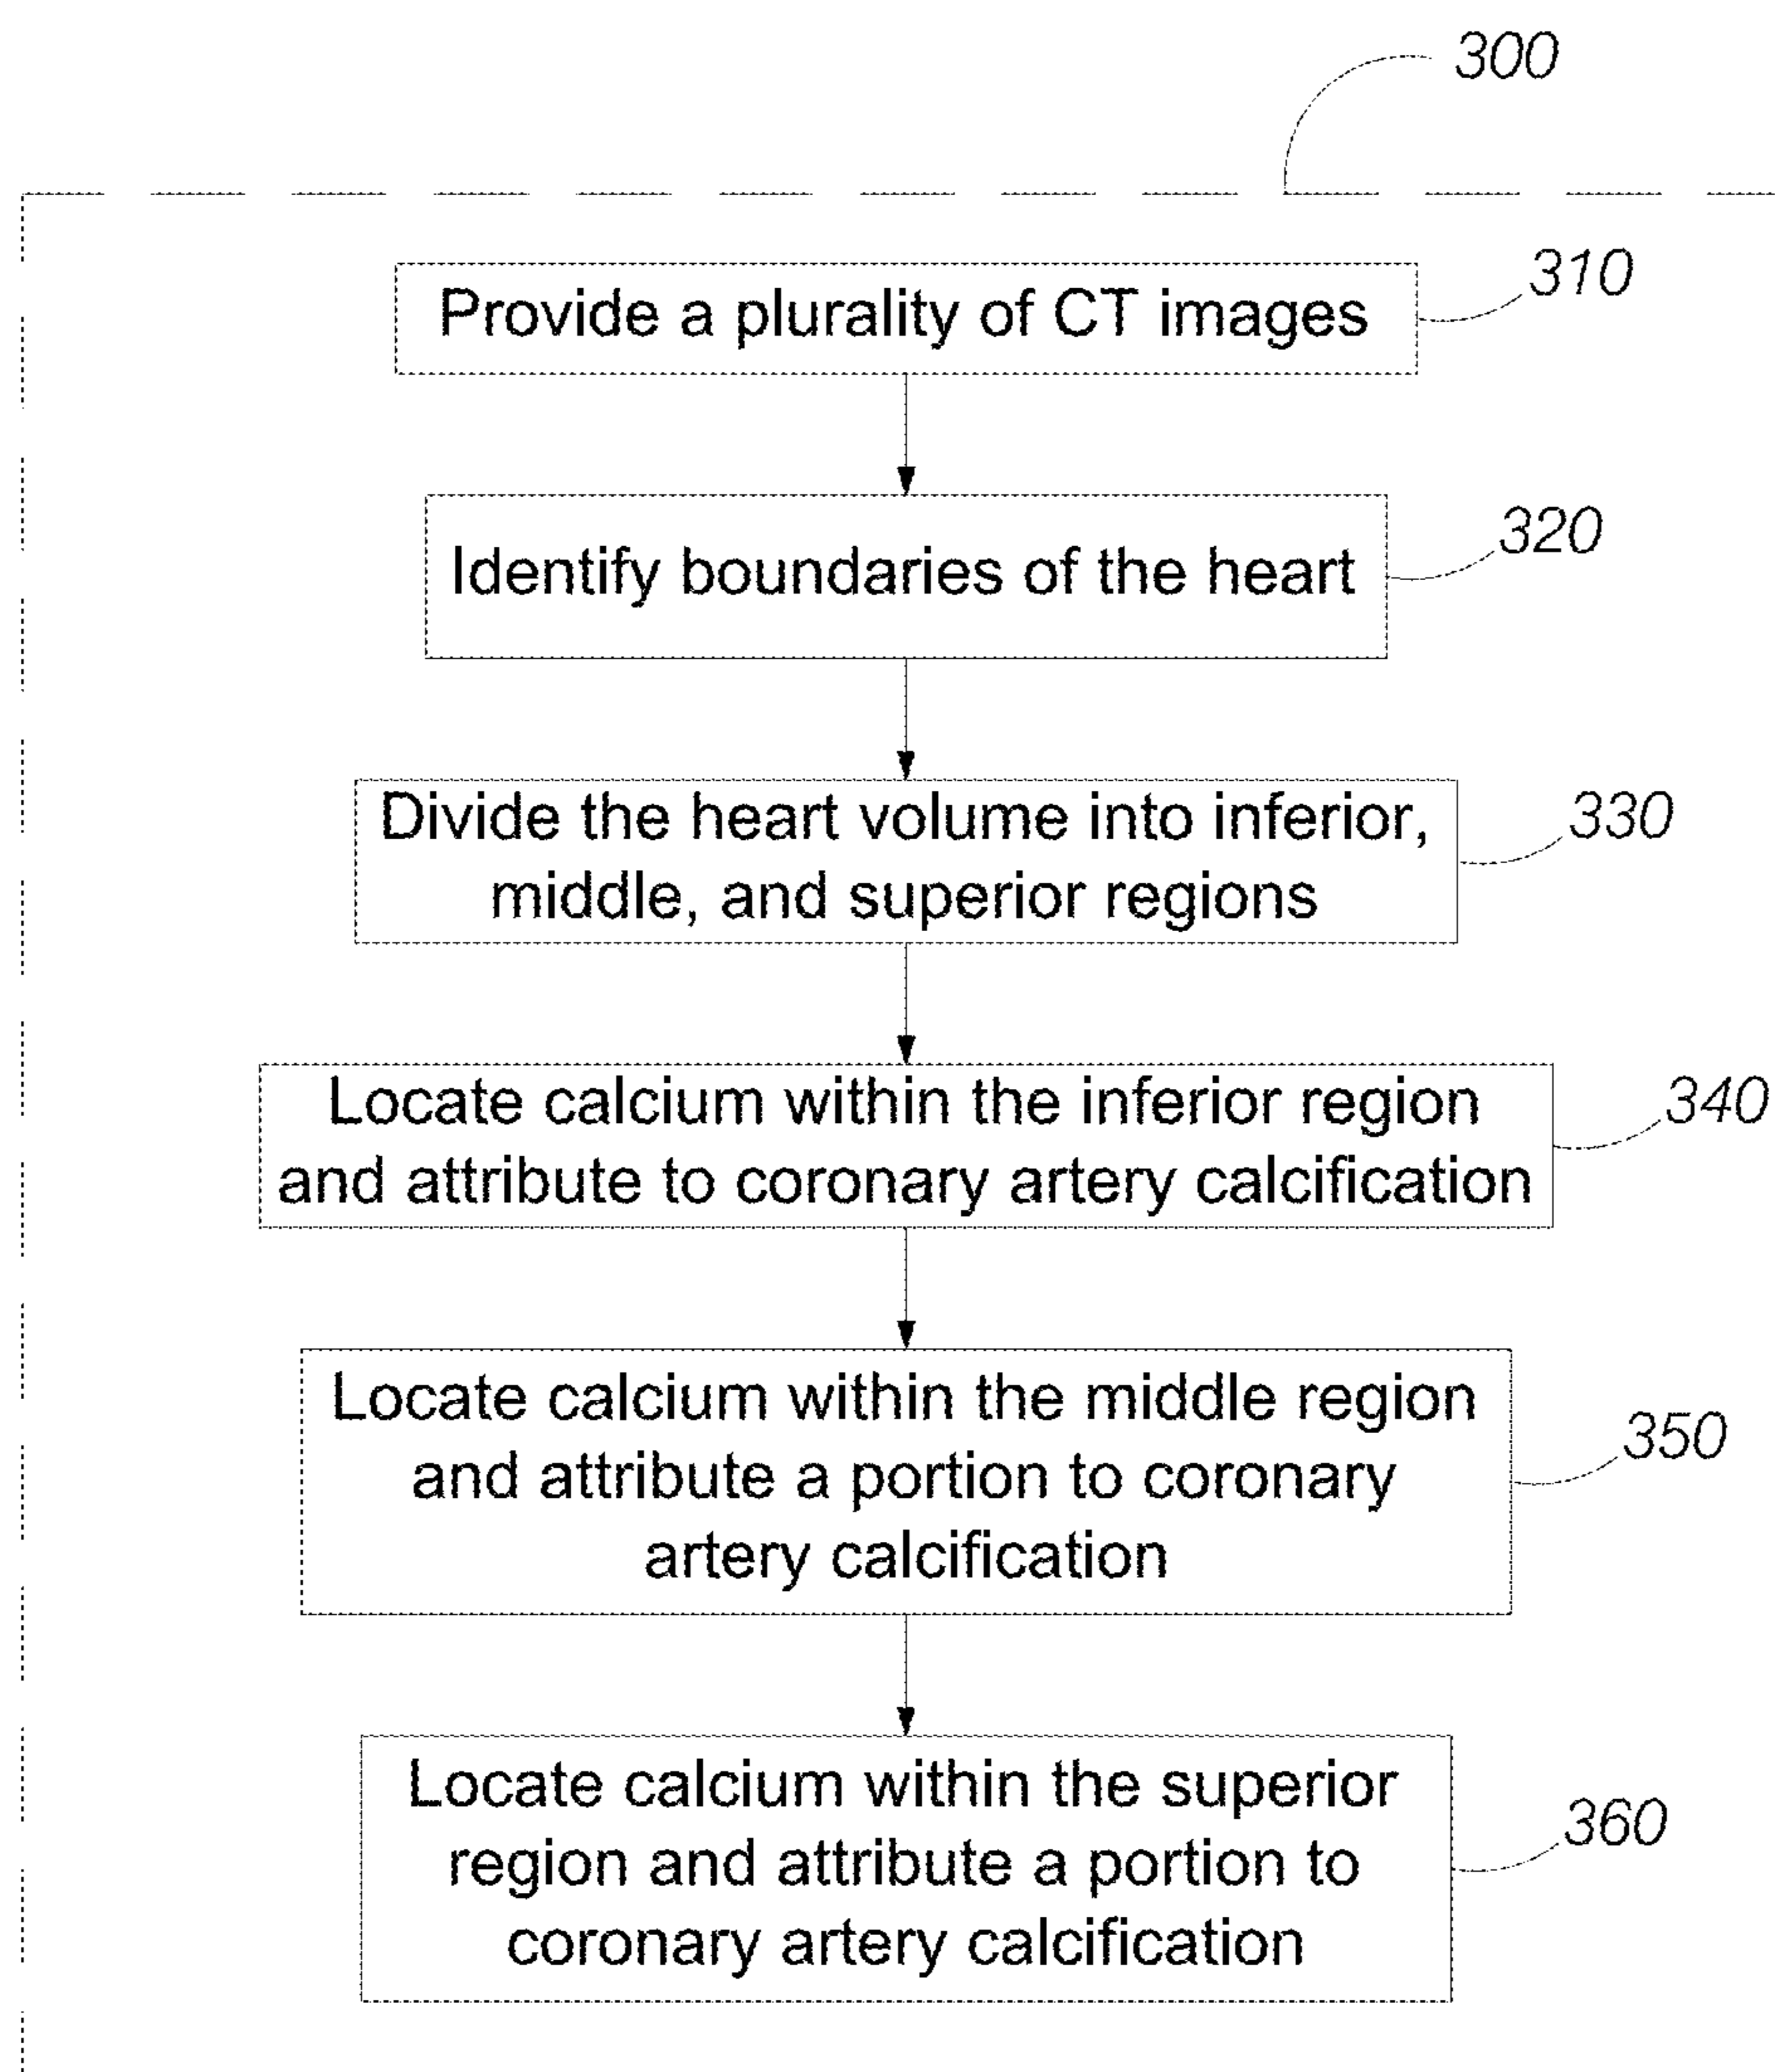 300
Provide a plurality of CT images
310
Identify boundaries of the heart
320
Divide the heart volume into inferior,
middle, and superior regions
330
Locate calcium within the inferior region
and attribute to coronary artery calcification
340
Locate calcium within the middle region
and attribute a portion to coronary
artery calcification
350
Locate calcium within the superior
region and attribute a portion to
coronary artery calcification
360